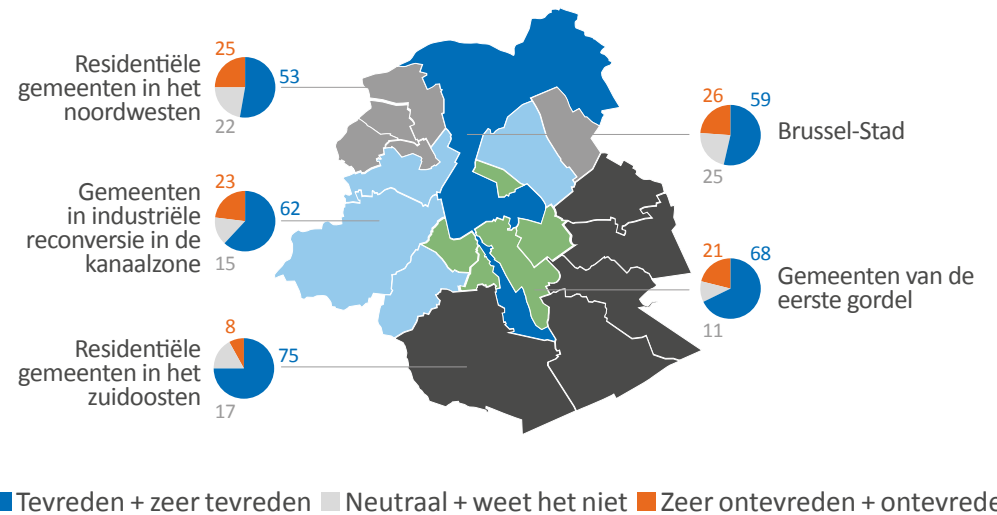 25
Residentiële
gemeenten in het
noordwesten
53
22
26
59
Brussel-Stad
25
23
Gemeenten
in industriële
reconversie in de
kanaalzone
62
15
21
68
Gemeenten van de
eerste gordel
11
8
Residentiële
gemeenten in het
zuidoosten
75
17
Tevreden + zeer tevreden Neutraal + weet het niet Zeer ontevreden + ontevrede